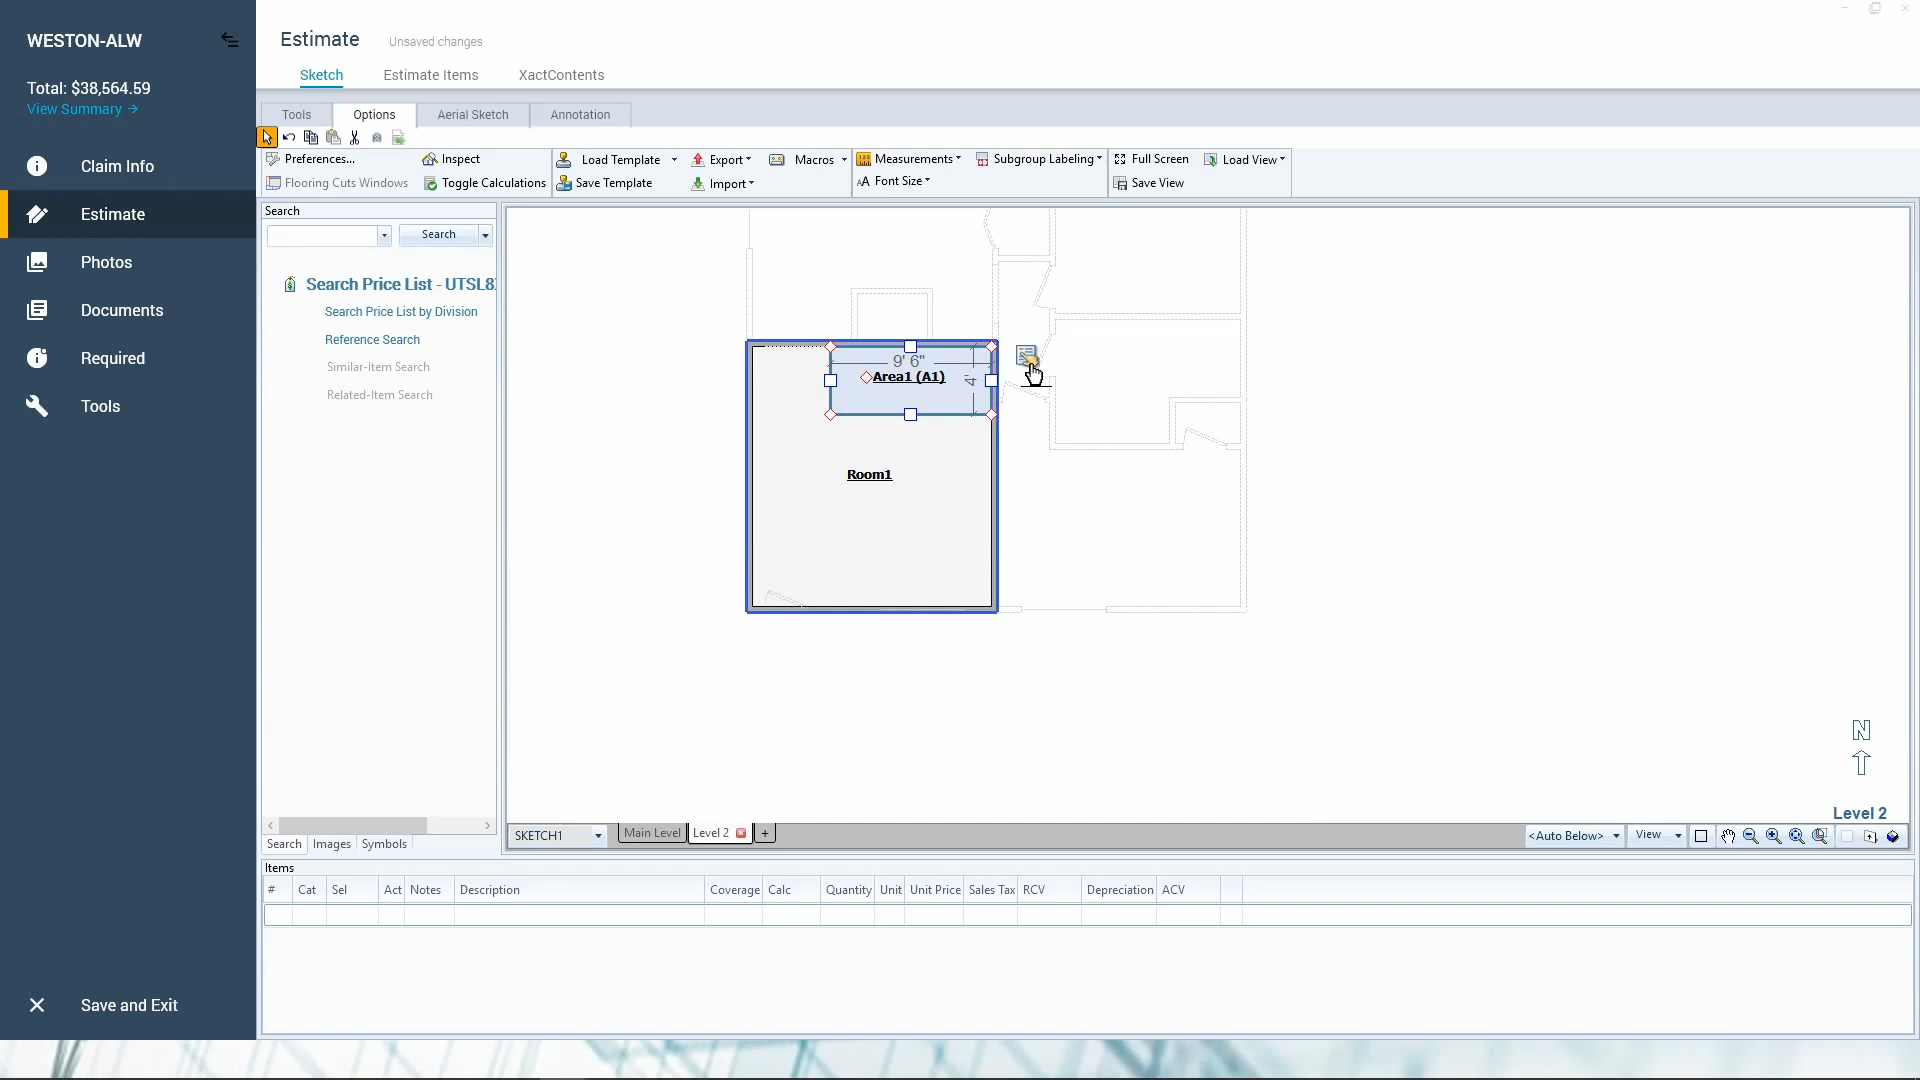 WESTON-ALW
Total: $38,564.59
View Summary →
Claim Info
Estimate
Photos
Documents
Required
Tools
Save and Exit
Estimate
Unsaved changes
Sketch
Estimate Items
XactContents
Tools
Options
Aerial Sketch
Annotation
Preferences...
Inspect
Load Template
Export
Macros
Measurements
Subgroup Labeling
Full Screen
Load View
Flooring Cuts Windows
Toggle Calculations
Save Template
Import
Font Size
Save View
Search
Search
Search Price List - UTSL8
Search Price List by Division
Reference Search
Similar-Item Search
Related-Item Search
Search
Images
Symbols
9' 6"
Area1 (A1)
4'
Room1
N
Level 2
SKETCH1
Main Level
Level 2
+
<Auto Below>
View
Items
# Cat Sel Act Notes Description Coverage Calc Quantity Unit Unit Price Sales Tax RCV Depreciation ACV